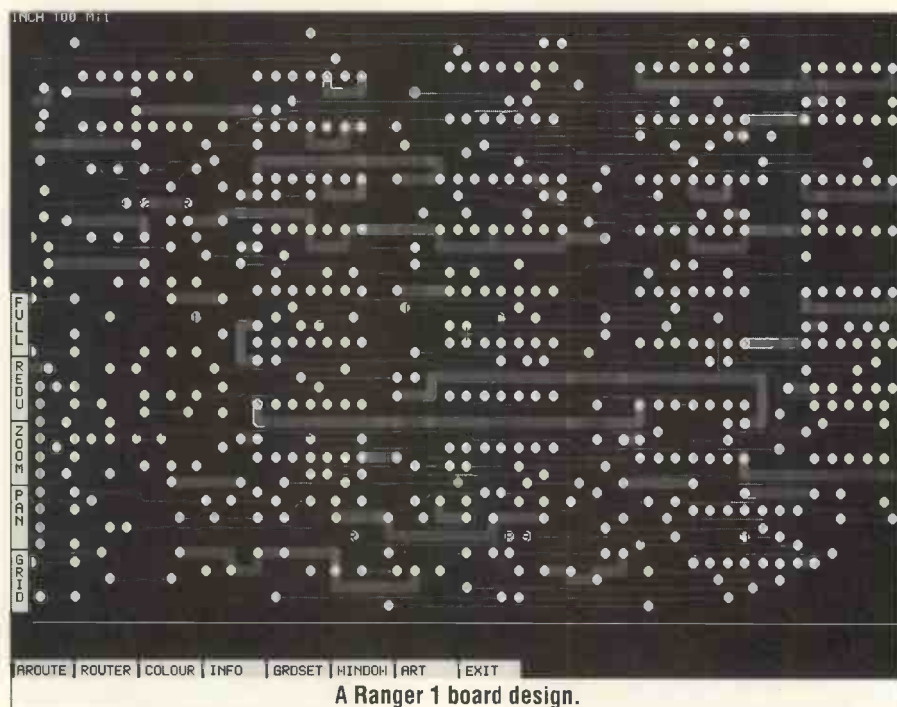 INCH 100 Mil
FULL
REDU
ZOOM
PAN
GRID
AROUTE ROUTER COLOUR INFO GRDSET WINDOW ART EXIT
A Ranger 1 board design.